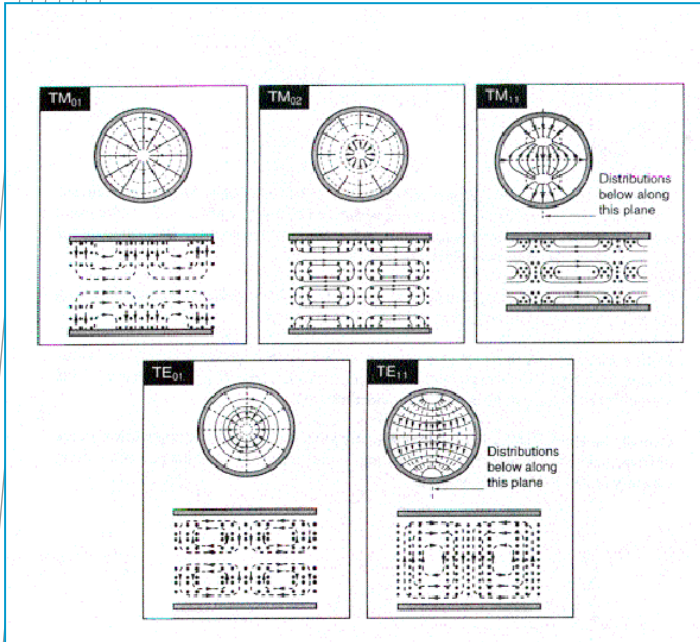 TM₀₁
TM₀₂
TM₁₁
Distributions
below along
this plane
TE₀₁
TE₁₁
Distributions
below along
this plane